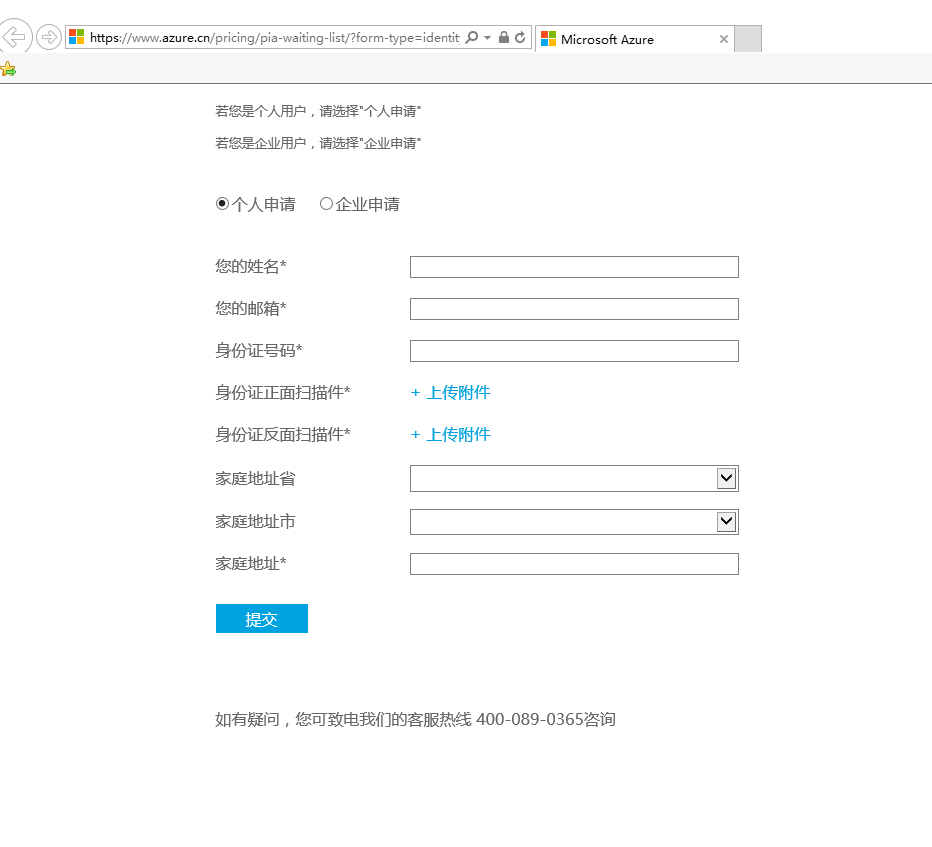 https://www.azure.cn/pricing/pia-waiting-list/?form-type=identity
Microsoft Azure
若您是个人用户，请选择"个人申请"
若您是企业用户，请选择"企业申请"
个人申请 企业申请
您的姓名*
您的邮箱*
身份证号码*
身份证正面扫描件* + 上传附件
身份证反面扫描件* + 上传附件
家庭地址省
家庭地址市
家庭地址*
提交
如有疑问，您可致电我们的客服热线 400-089-0365咨询